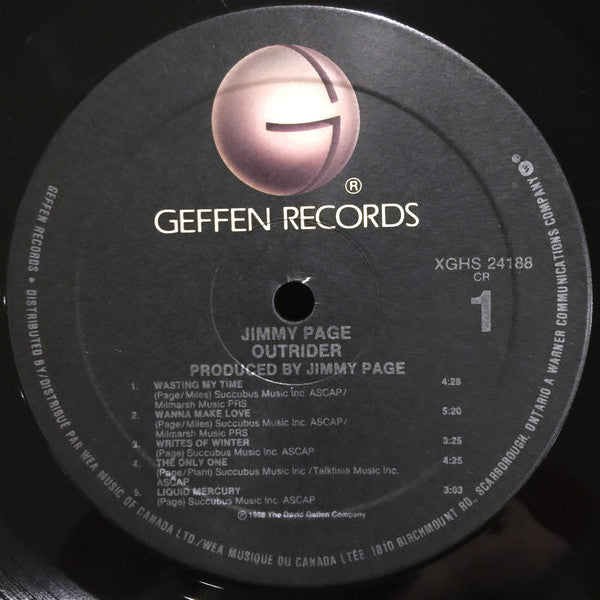 ®
GEFFEN RECORDS
XGHS 24188
CR
1
JIMMY PAGE
OUTRIDER
PRODUCED BY JIMMY PAGE
1. WASTING MY TIME 4:28
(Page/Miles) Succubus Music Inc. ASCAP/
Milmarsh Music PRS
2. WANNA MAKE LOVE 5:20
(Page/Miles) Succubus Music Inc. ASCAP/
Milmarsh Music PRS
3. WRITES OF WINTER 3:25
(Page) Succubus Music Inc. ASCAP
4. THE ONLY ONE 4:25
(Page/Plant) Succubus Music Inc/Talktime Music Inc.
ASCAP
5. LIQUID MERCURY 3:03
(Page) Succubus Music Inc. ASCAP
℗ 1988 The David Geffen Company
GEFFEN RECORDS • DISTRIBUTED BY/DISTRIBUÉ PAR WEA MUSIC OF CANADA LTD./WEA MUSIQUE DU CANADA LTÉE. 1810 BIRCHMOUNT RD., SCARBOROUGH, ONTARIO A WARNER COMMUNICATIONS COMPANY